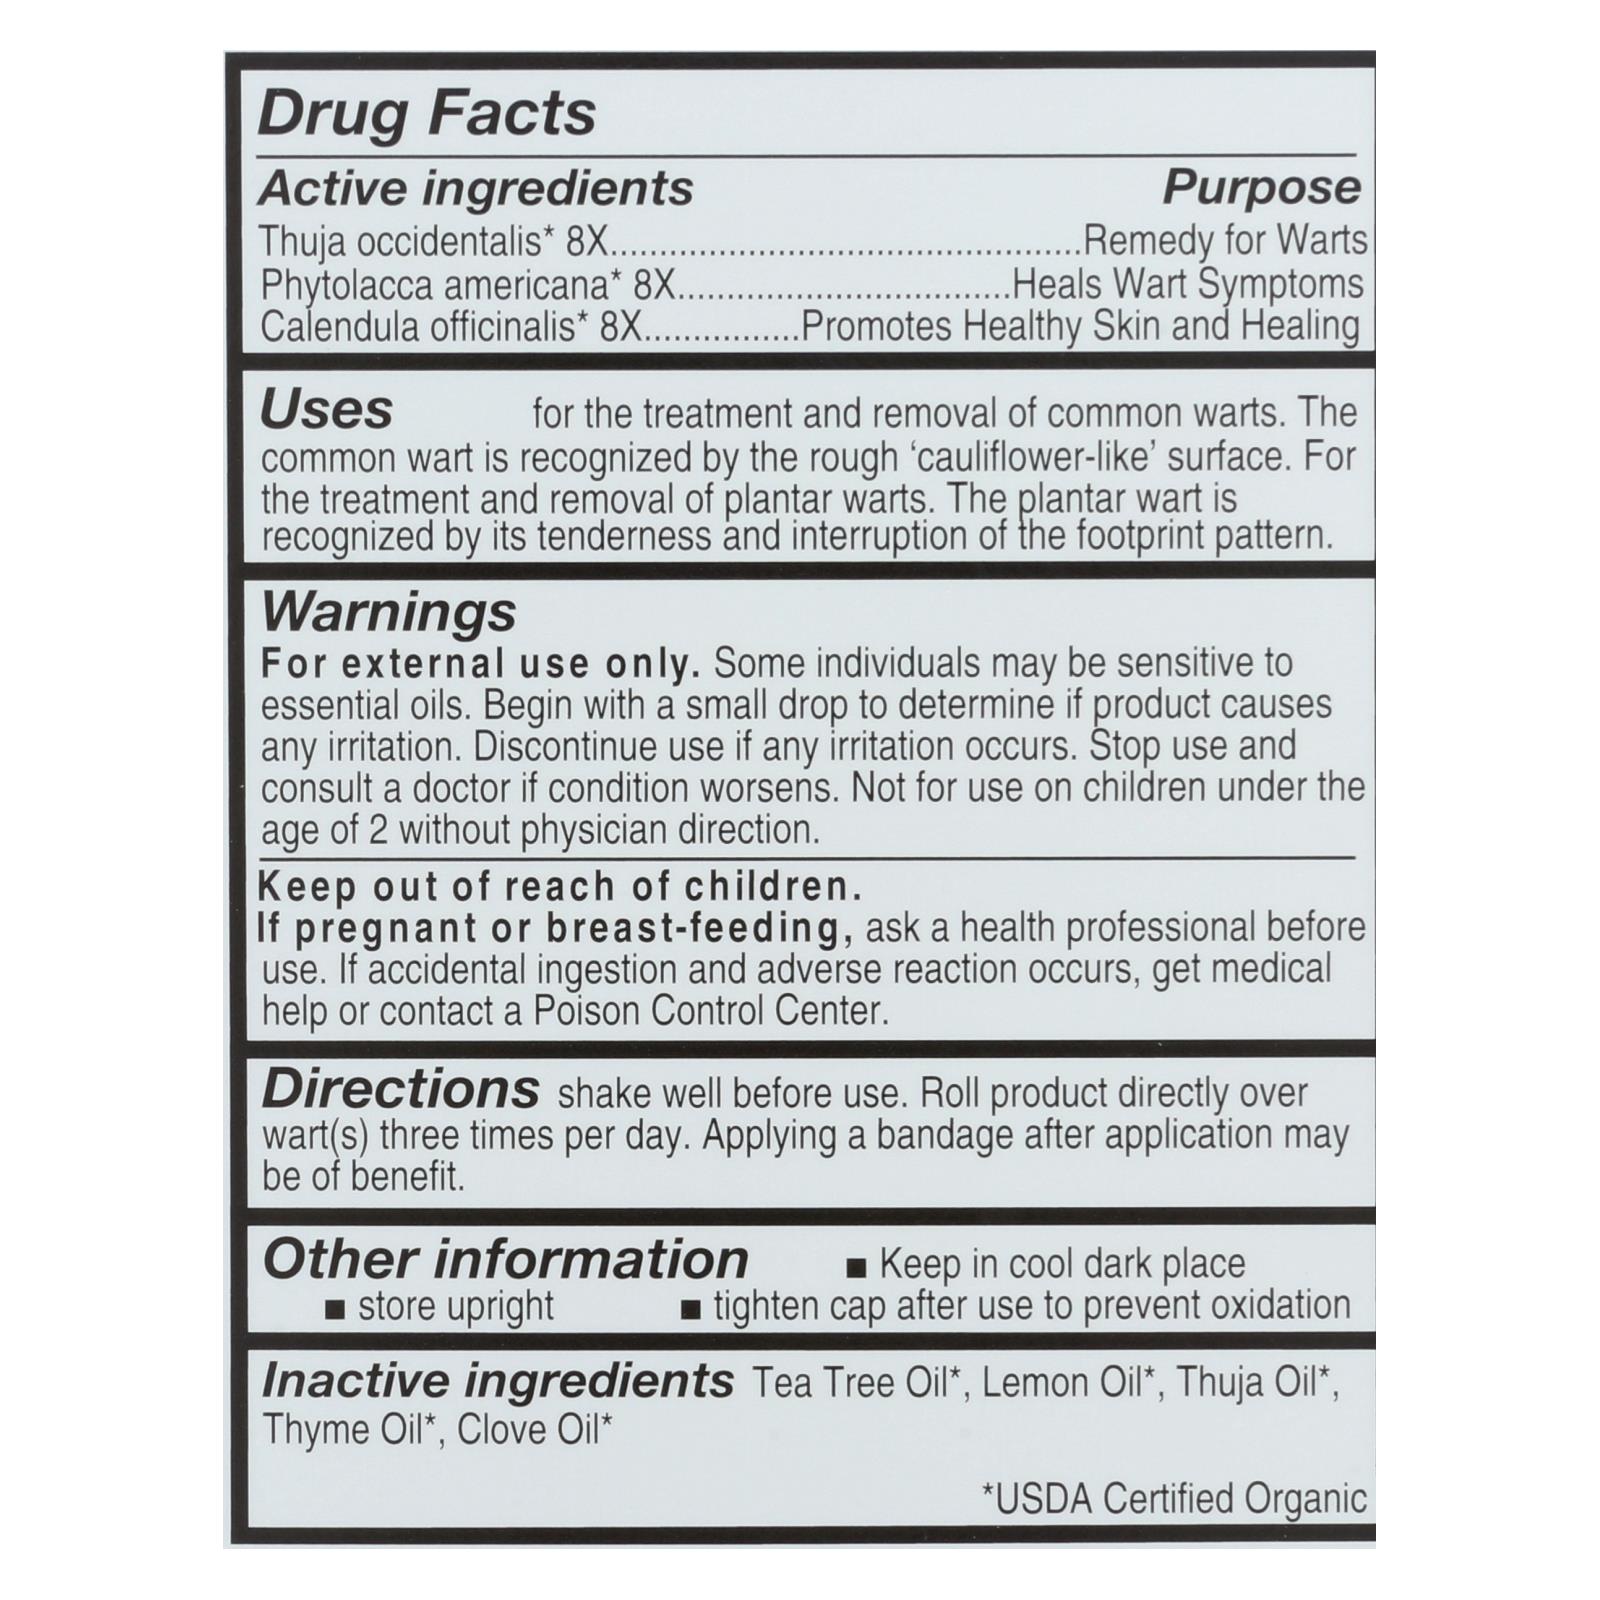 Drug Facts
Active ingredients Purpose
Thuja occidentalis* 8X................................................Remedy for Warts
Phytolacca americana* 8X..................................Heals Wart Symptoms
Calendula officinalis* 8X................Promotes Healthy Skin and Healing
Uses for the treatment and removal of common warts. The
common wart is recognized by the rough ‘cauliflower-like’ surface. For
the treatment and removal of plantar warts. The plantar wart is
recognized by its tenderness and interruption of the footprint pattern.
Warnings
For external use only. Some individuals may be sensitive to
essential oils. Begin with a small drop to determine if product causes
any irritation. Discontinue use if any irritation occurs. Stop use and
consult a doctor if condition worsens. Not for use on children under the
age of 2 without physician direction.
Keep out of reach of children.
If pregnant or breast-feeding, ask a health professional before
use. If accidental ingestion and adverse reaction occurs, get medical
help or contact a Poison Control Center.
Directions shake well before use. Roll product directly over
wart(s) three times per day. Applying a bandage after application may
be of benefit.
Other information ■ Keep in cool dark place
■ store upright ■ tighten cap after use to prevent oxidation
Inactive ingredients Tea Tree Oil*, Lemon Oil*, Thuja Oil*,
Thyme Oil*, Clove Oil*
*USDA Certified Organic